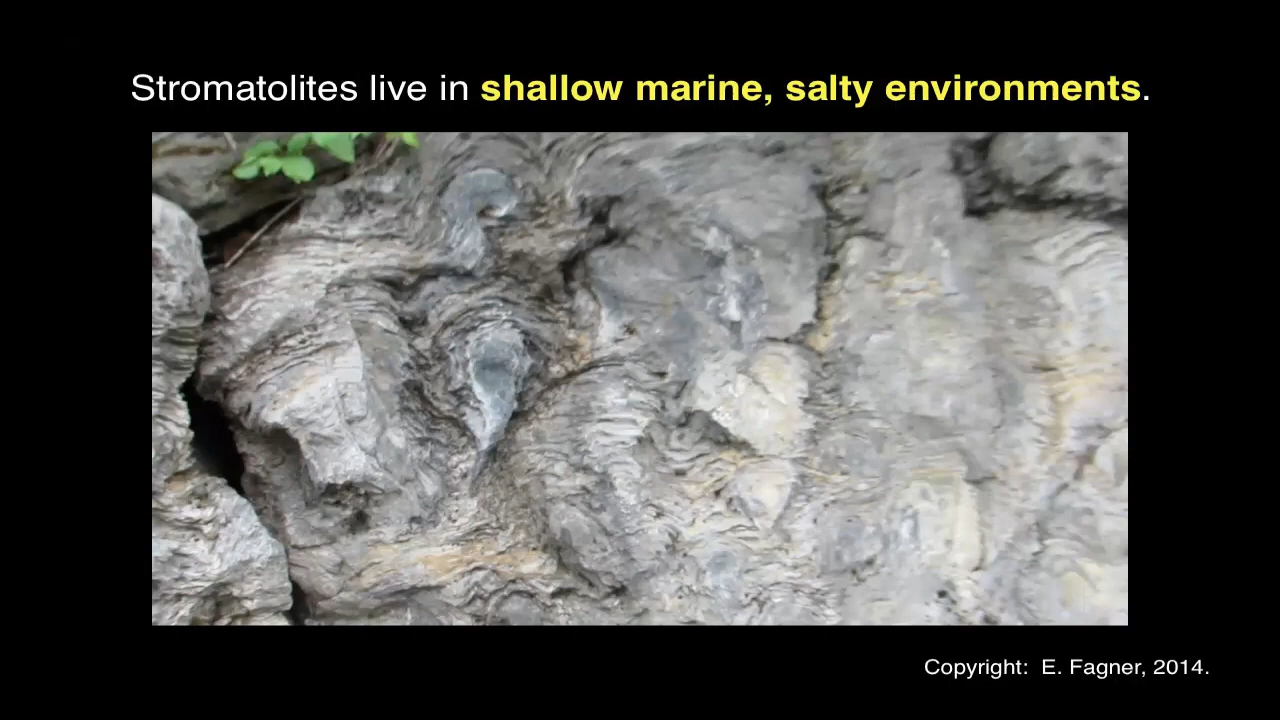 Stromatolites live in shallow marine, salty environments.
Copyright:  E. Fagner, 2014.